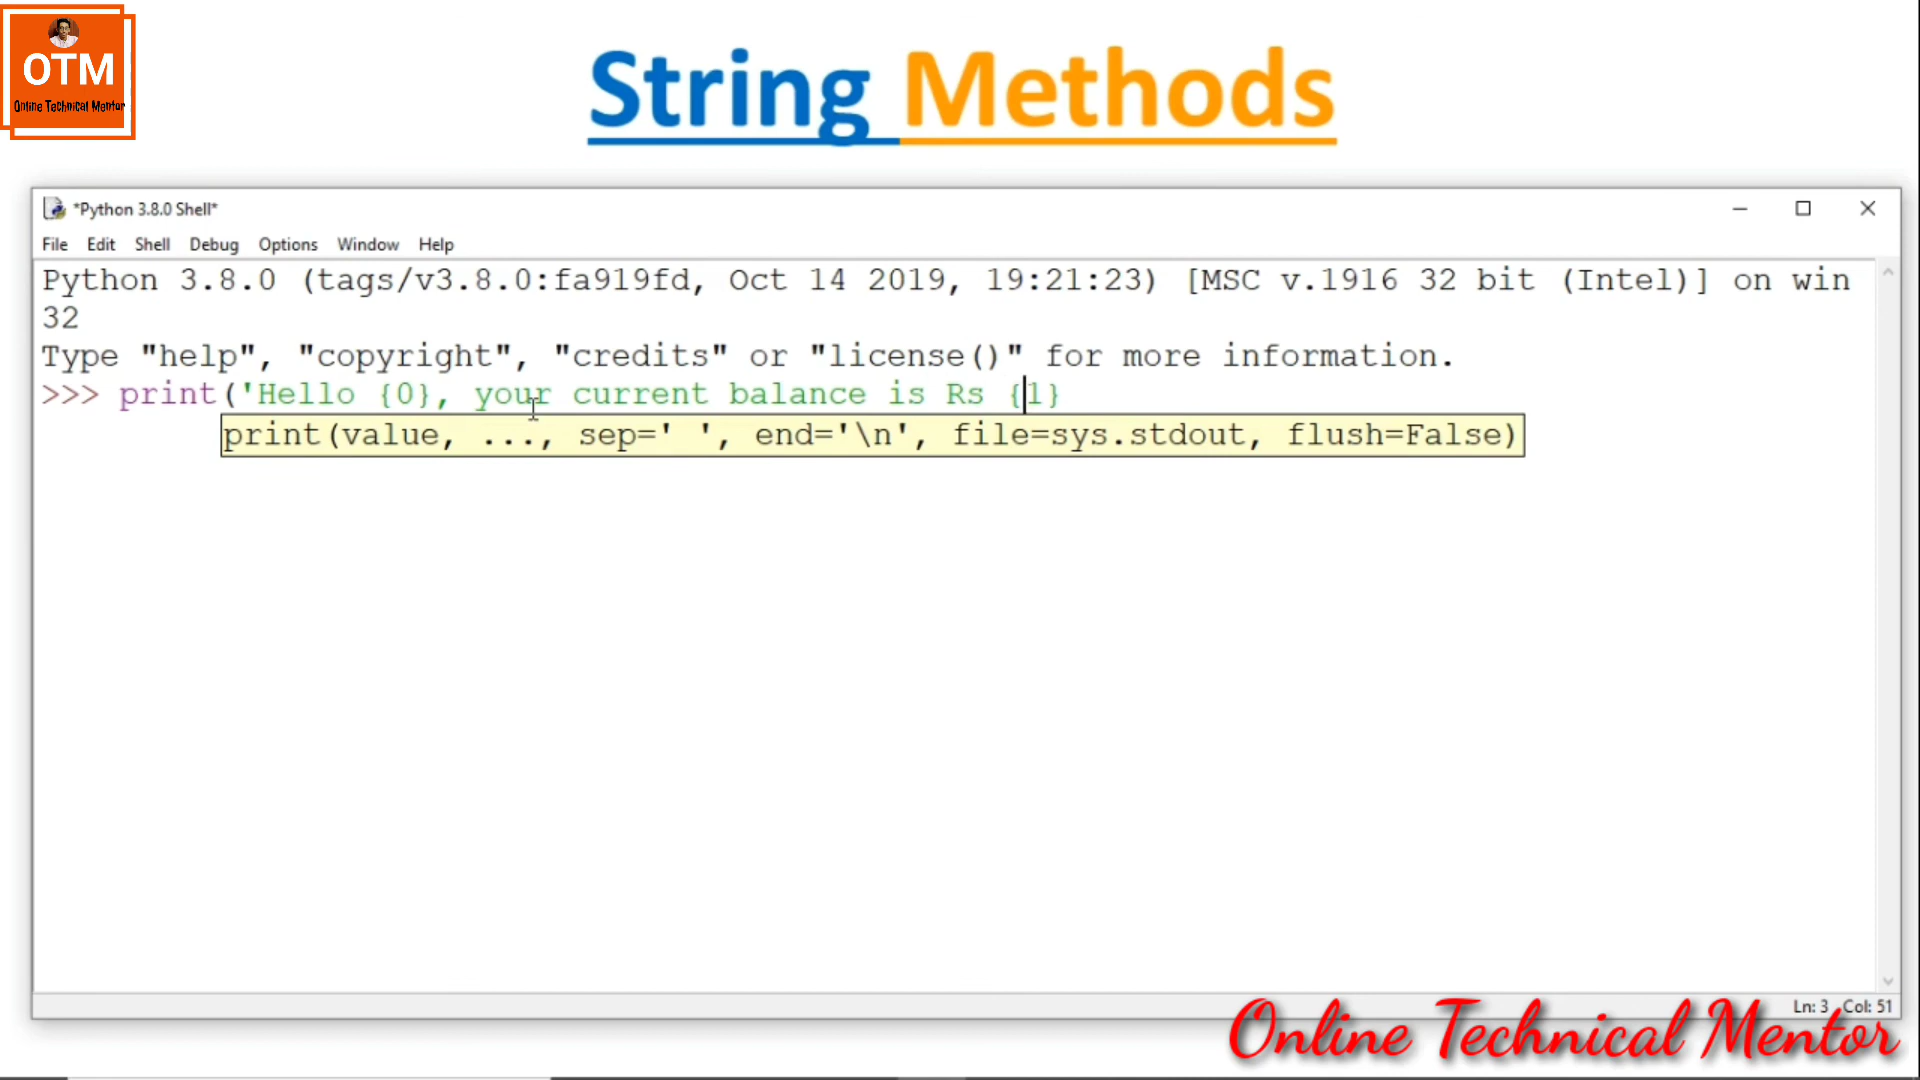 OTM
Online Technical Mentor
String Methods
*Python 3.8.0 Shell*
File Edit Shell Debug Options Window Help
Python 3.8.0 (tags/v3.8.0:fa919fd, Oct 14 2019, 19:21:23) [MSC v.1916 32 bit (Intel)] on win
32
Type "help", "copyright", "credits" or "license()" for more information.
>>> print('Hello {0}, your current balance is Rs {1}
print(value, ..., sep=' ', end='\n', file=sys.stdout, flush=False)
Ln: 3 Col: 51
Online Technical Mentor